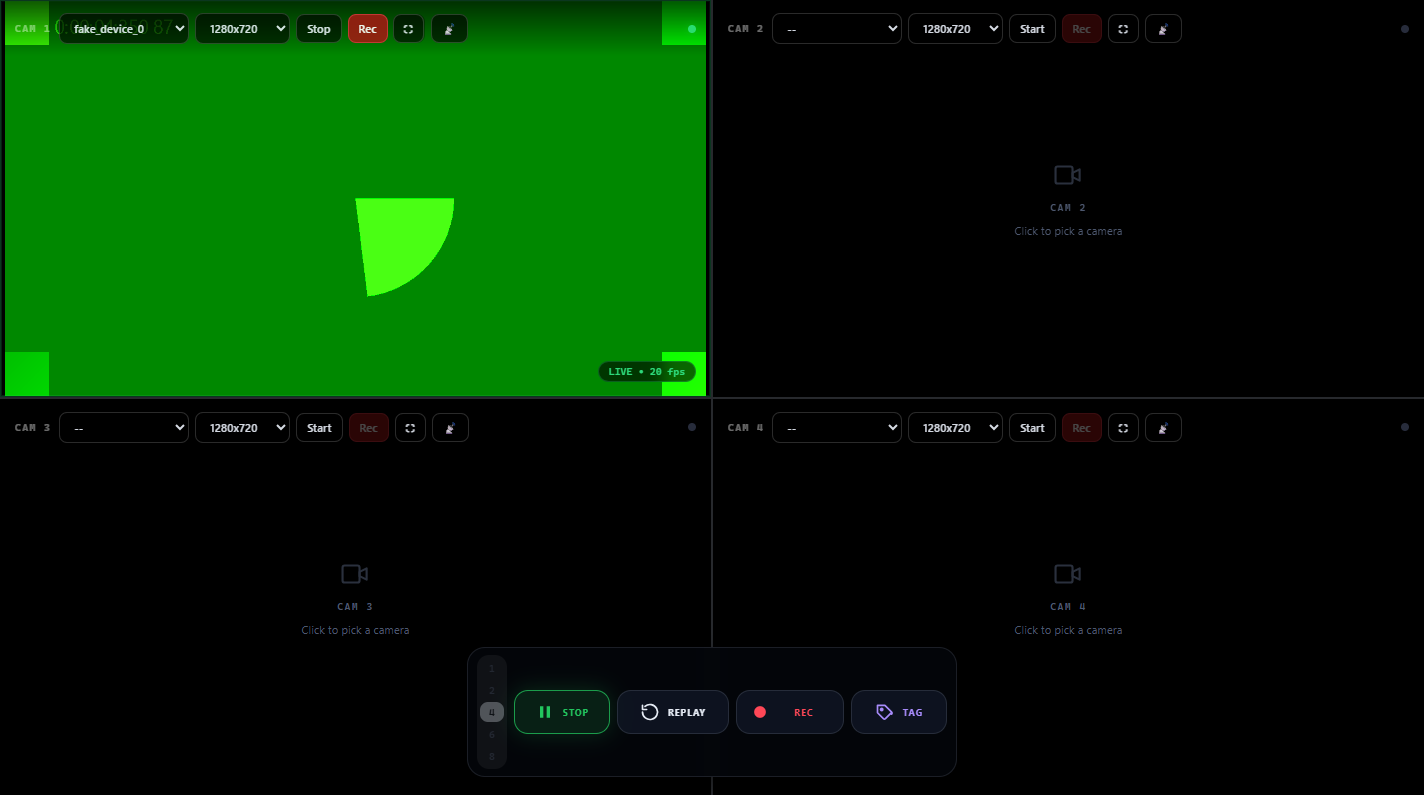 CAM 1 fake_device_0 1280x720 Stop Rec
CAM 2 -- 1280x720 Start Rec
CAM 2
Click to pick a camera
LIVE • 20 fps
CAM 3 -- 1280x720 Start Rec
CAM 4 -- 1280x720 Start Rec
CAM 3
Click to pick a camera
CAM 4
Click to pick a camera
1
2
4
6
8
STOP REPLAY REC TAG